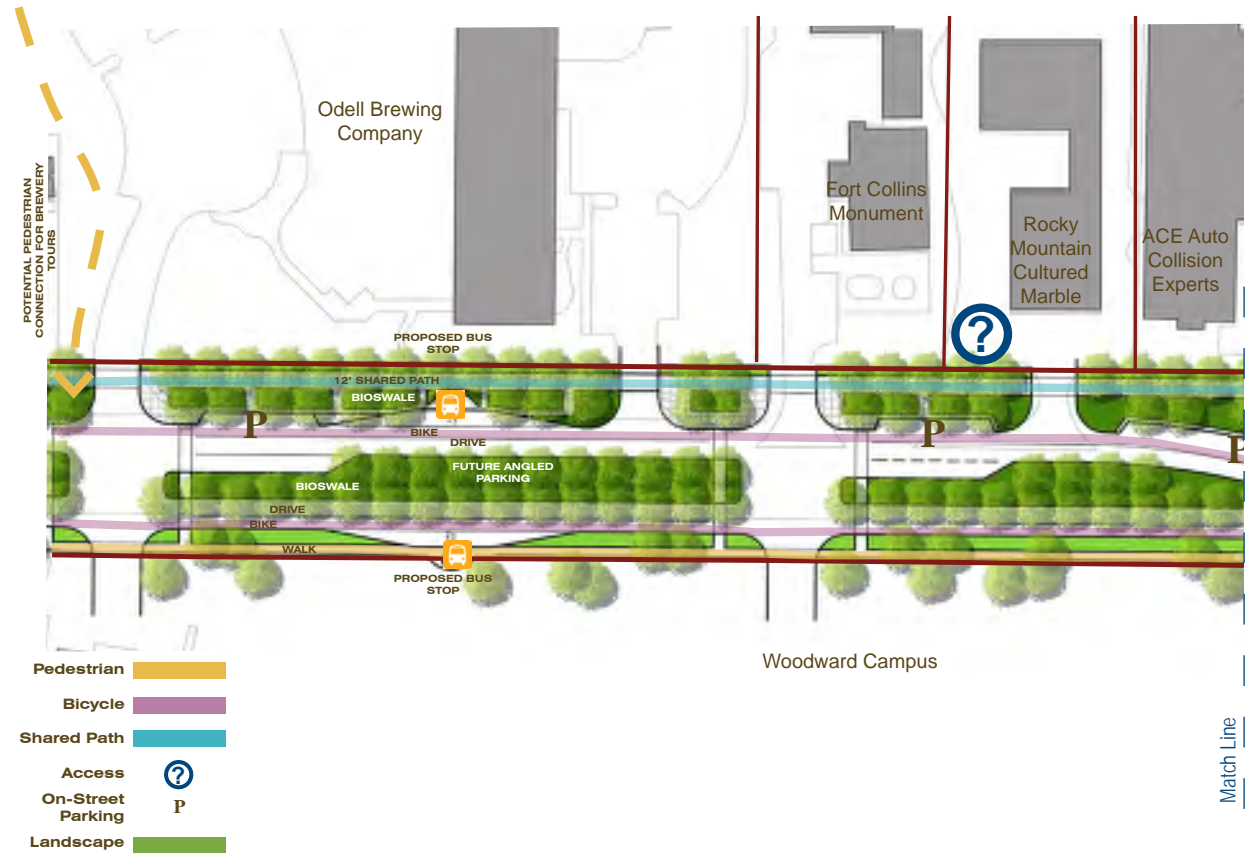 Odell Brewing
Company
POTENTIAL PEDESTRIAN
CONNECTION FOR BREWERY
TOURS
Fort Collins
Monument
Rocky
Mountain
Cultured
Marble
ACE Auto
Collision
Experts
?
PROPOSED BUS
STOP
12' SHARED PATH
BIOSWALE
P
BIKE
DRIVE
P
P
FUTURE ANGLED
PARKING
BIOSWALE
DRIVE
BIKE
WALK
PROPOSED BUS
STOP
Woodward Campus
Pedestrian
Bicycle
Shared Path
Access ?
On-Street
Parking P
Landscape
Match Line